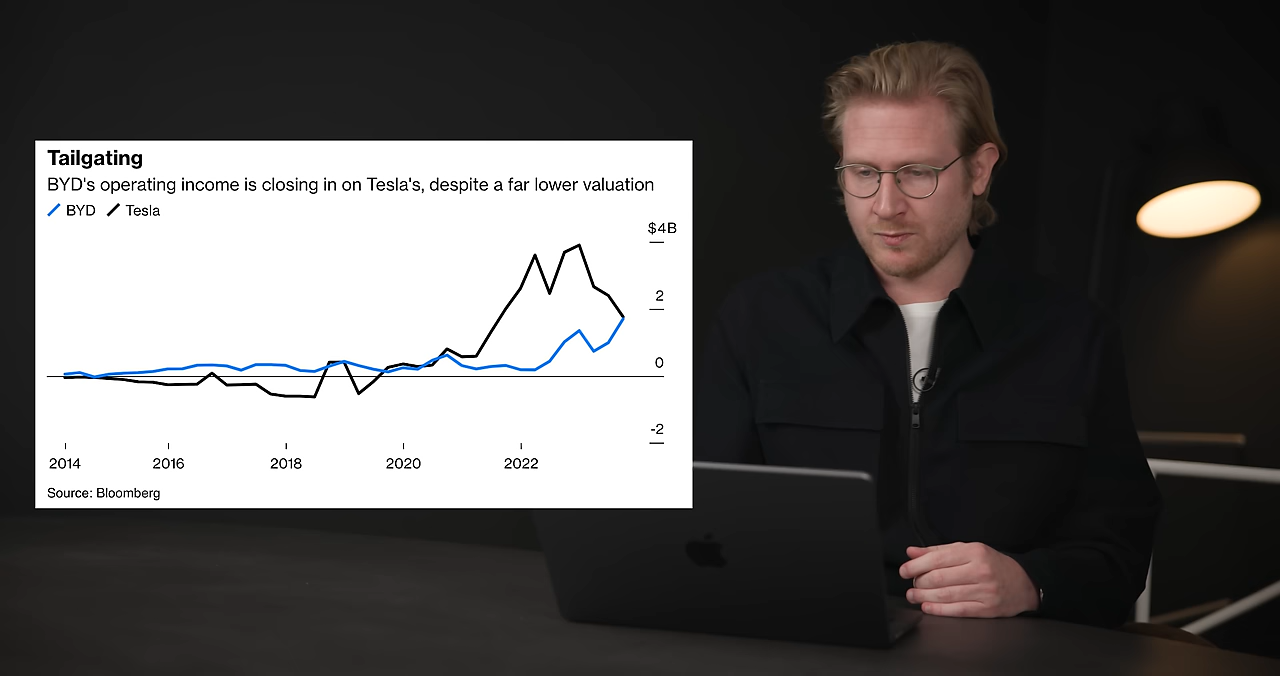 Tailgating
BYD's operating income is closing in on Tesla's, despite a far lower valuation
BYD Tesla
$4B
2
0
-2
2014 2016 2018 2020 2022
Source: Bloomberg